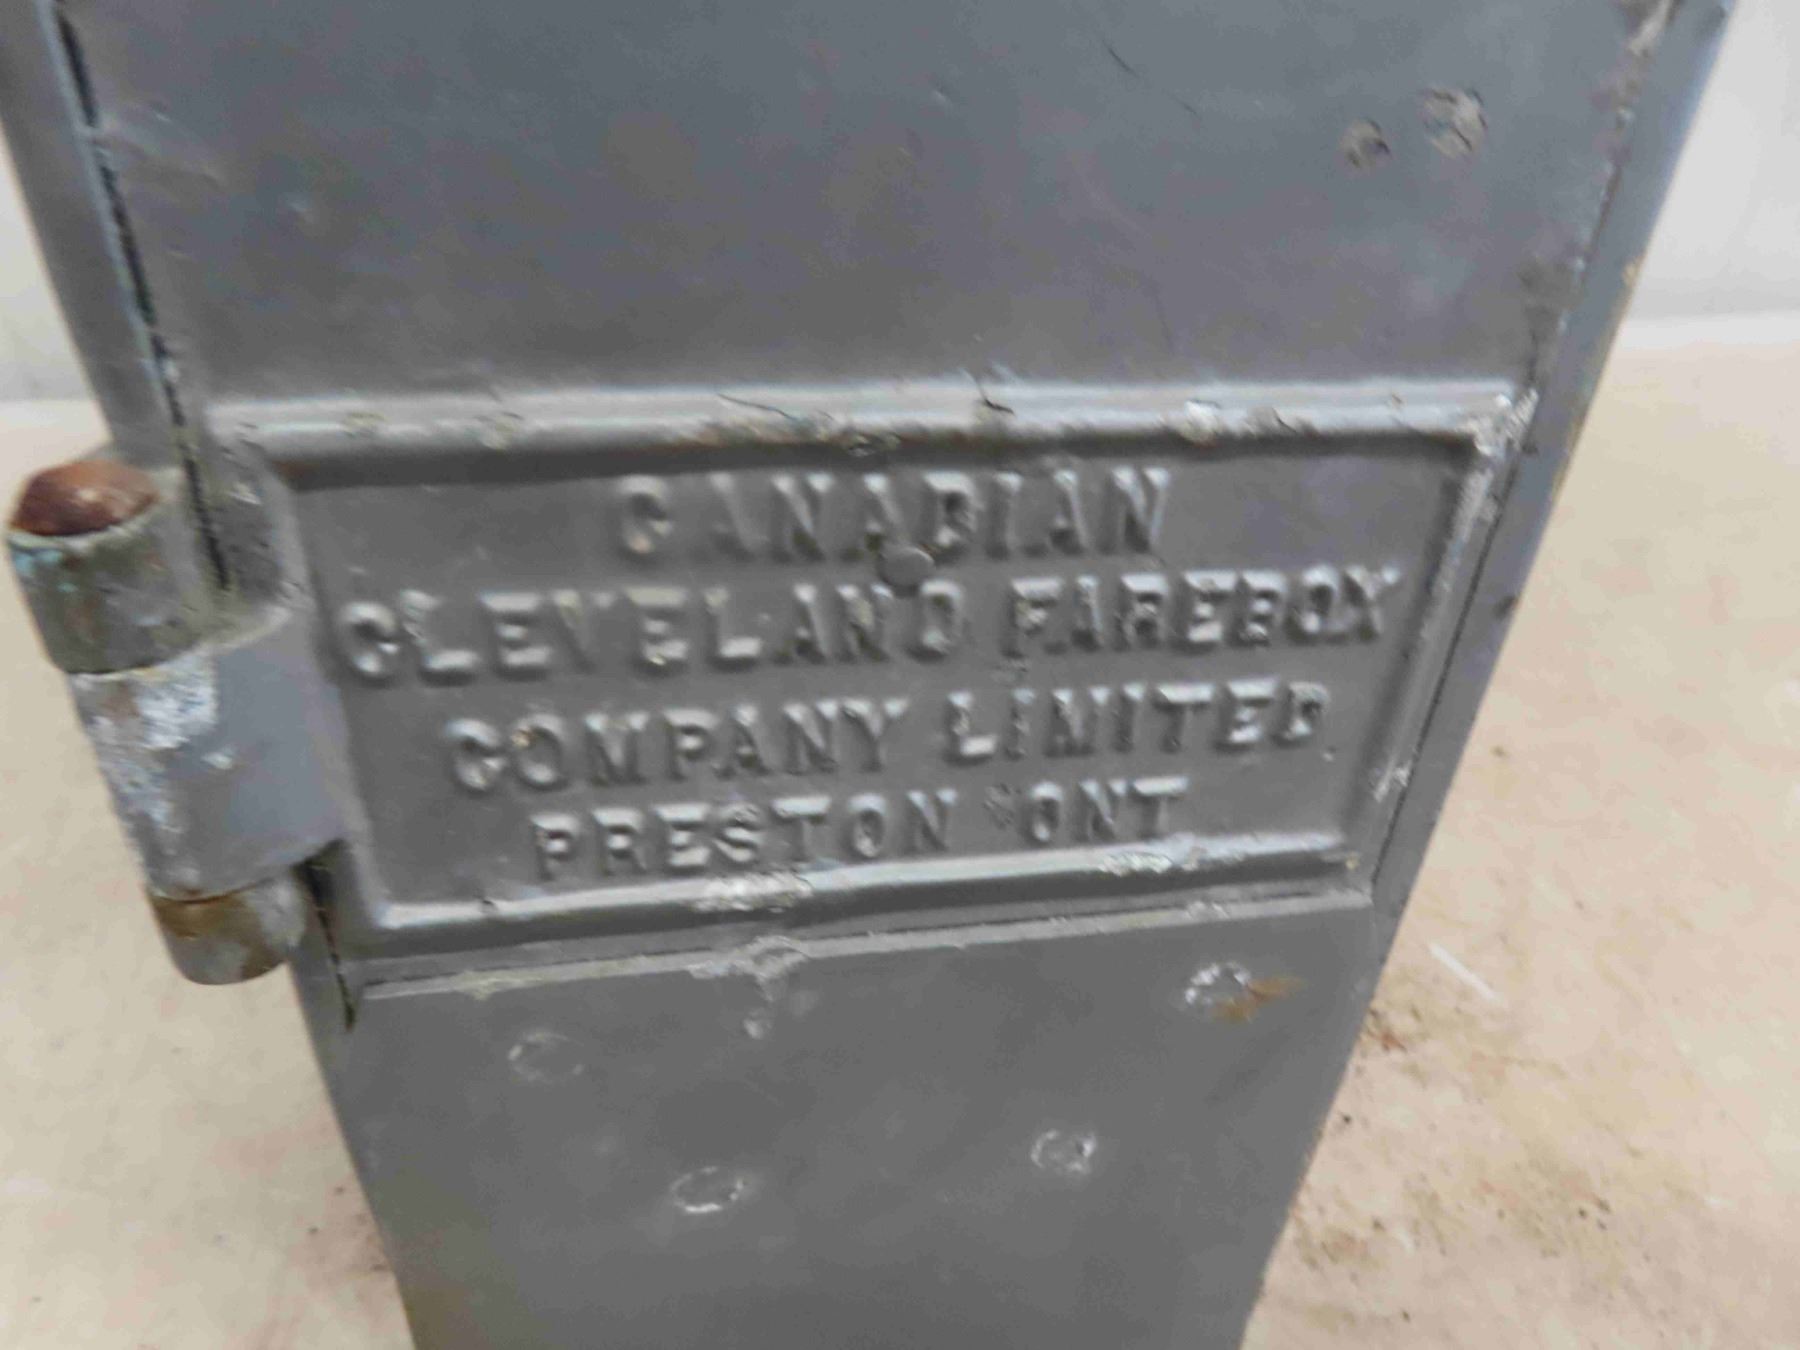 CANADIAN
CLEVELAND FAREBOX
COMPANY LIMITED.
PRESTON ONT